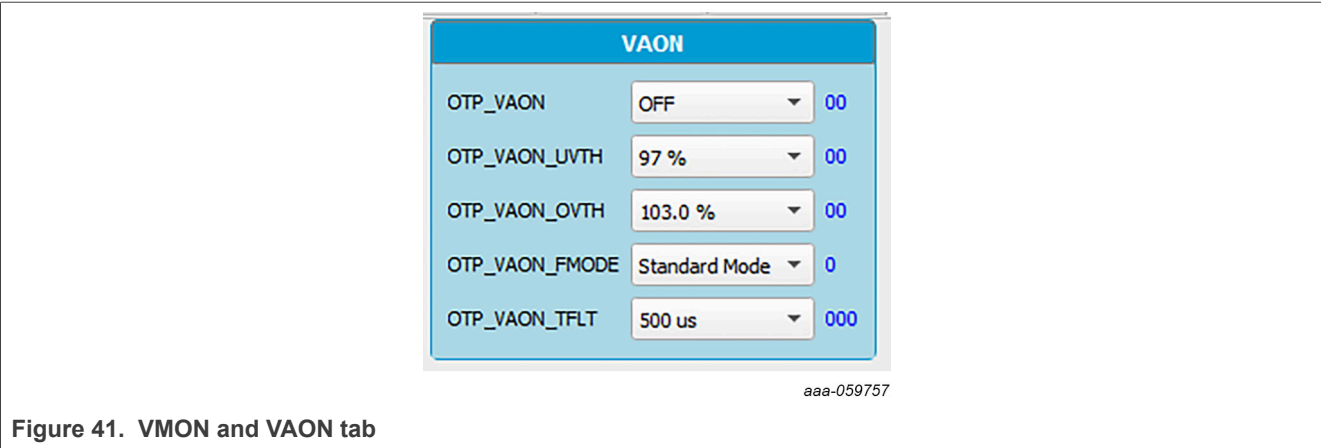 VAON
OTP_VAON OFF 00
OTP_VAON_UVTH 97 % 00
OTP_VAON_OVTH 103.0 % 00
OTP_VAON_FMODE Standard Mode 0
OTP_VAON_TFLT 500 us 000
aaa-059757
Figure 41. VMON and VAON tab